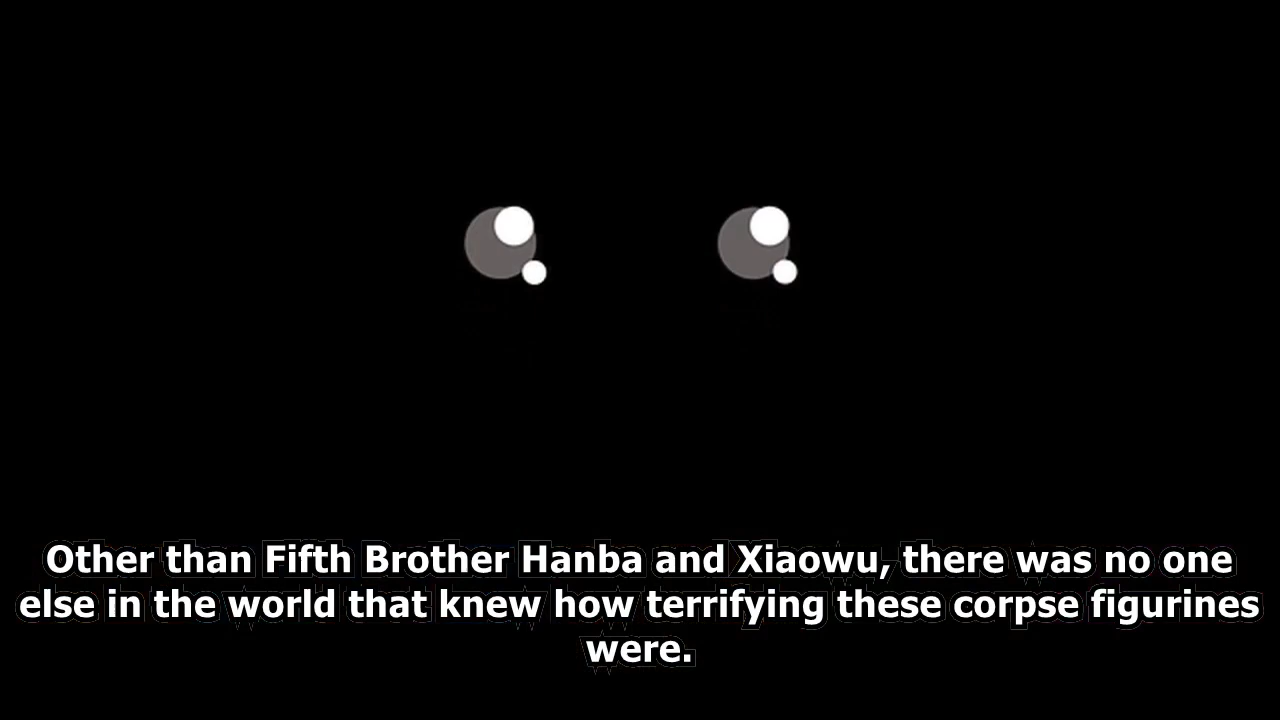 Other than Fifth Brother Hanba and Xiaowu, there was no one
else in the world that knew how terrifying these corpse figurines
were.